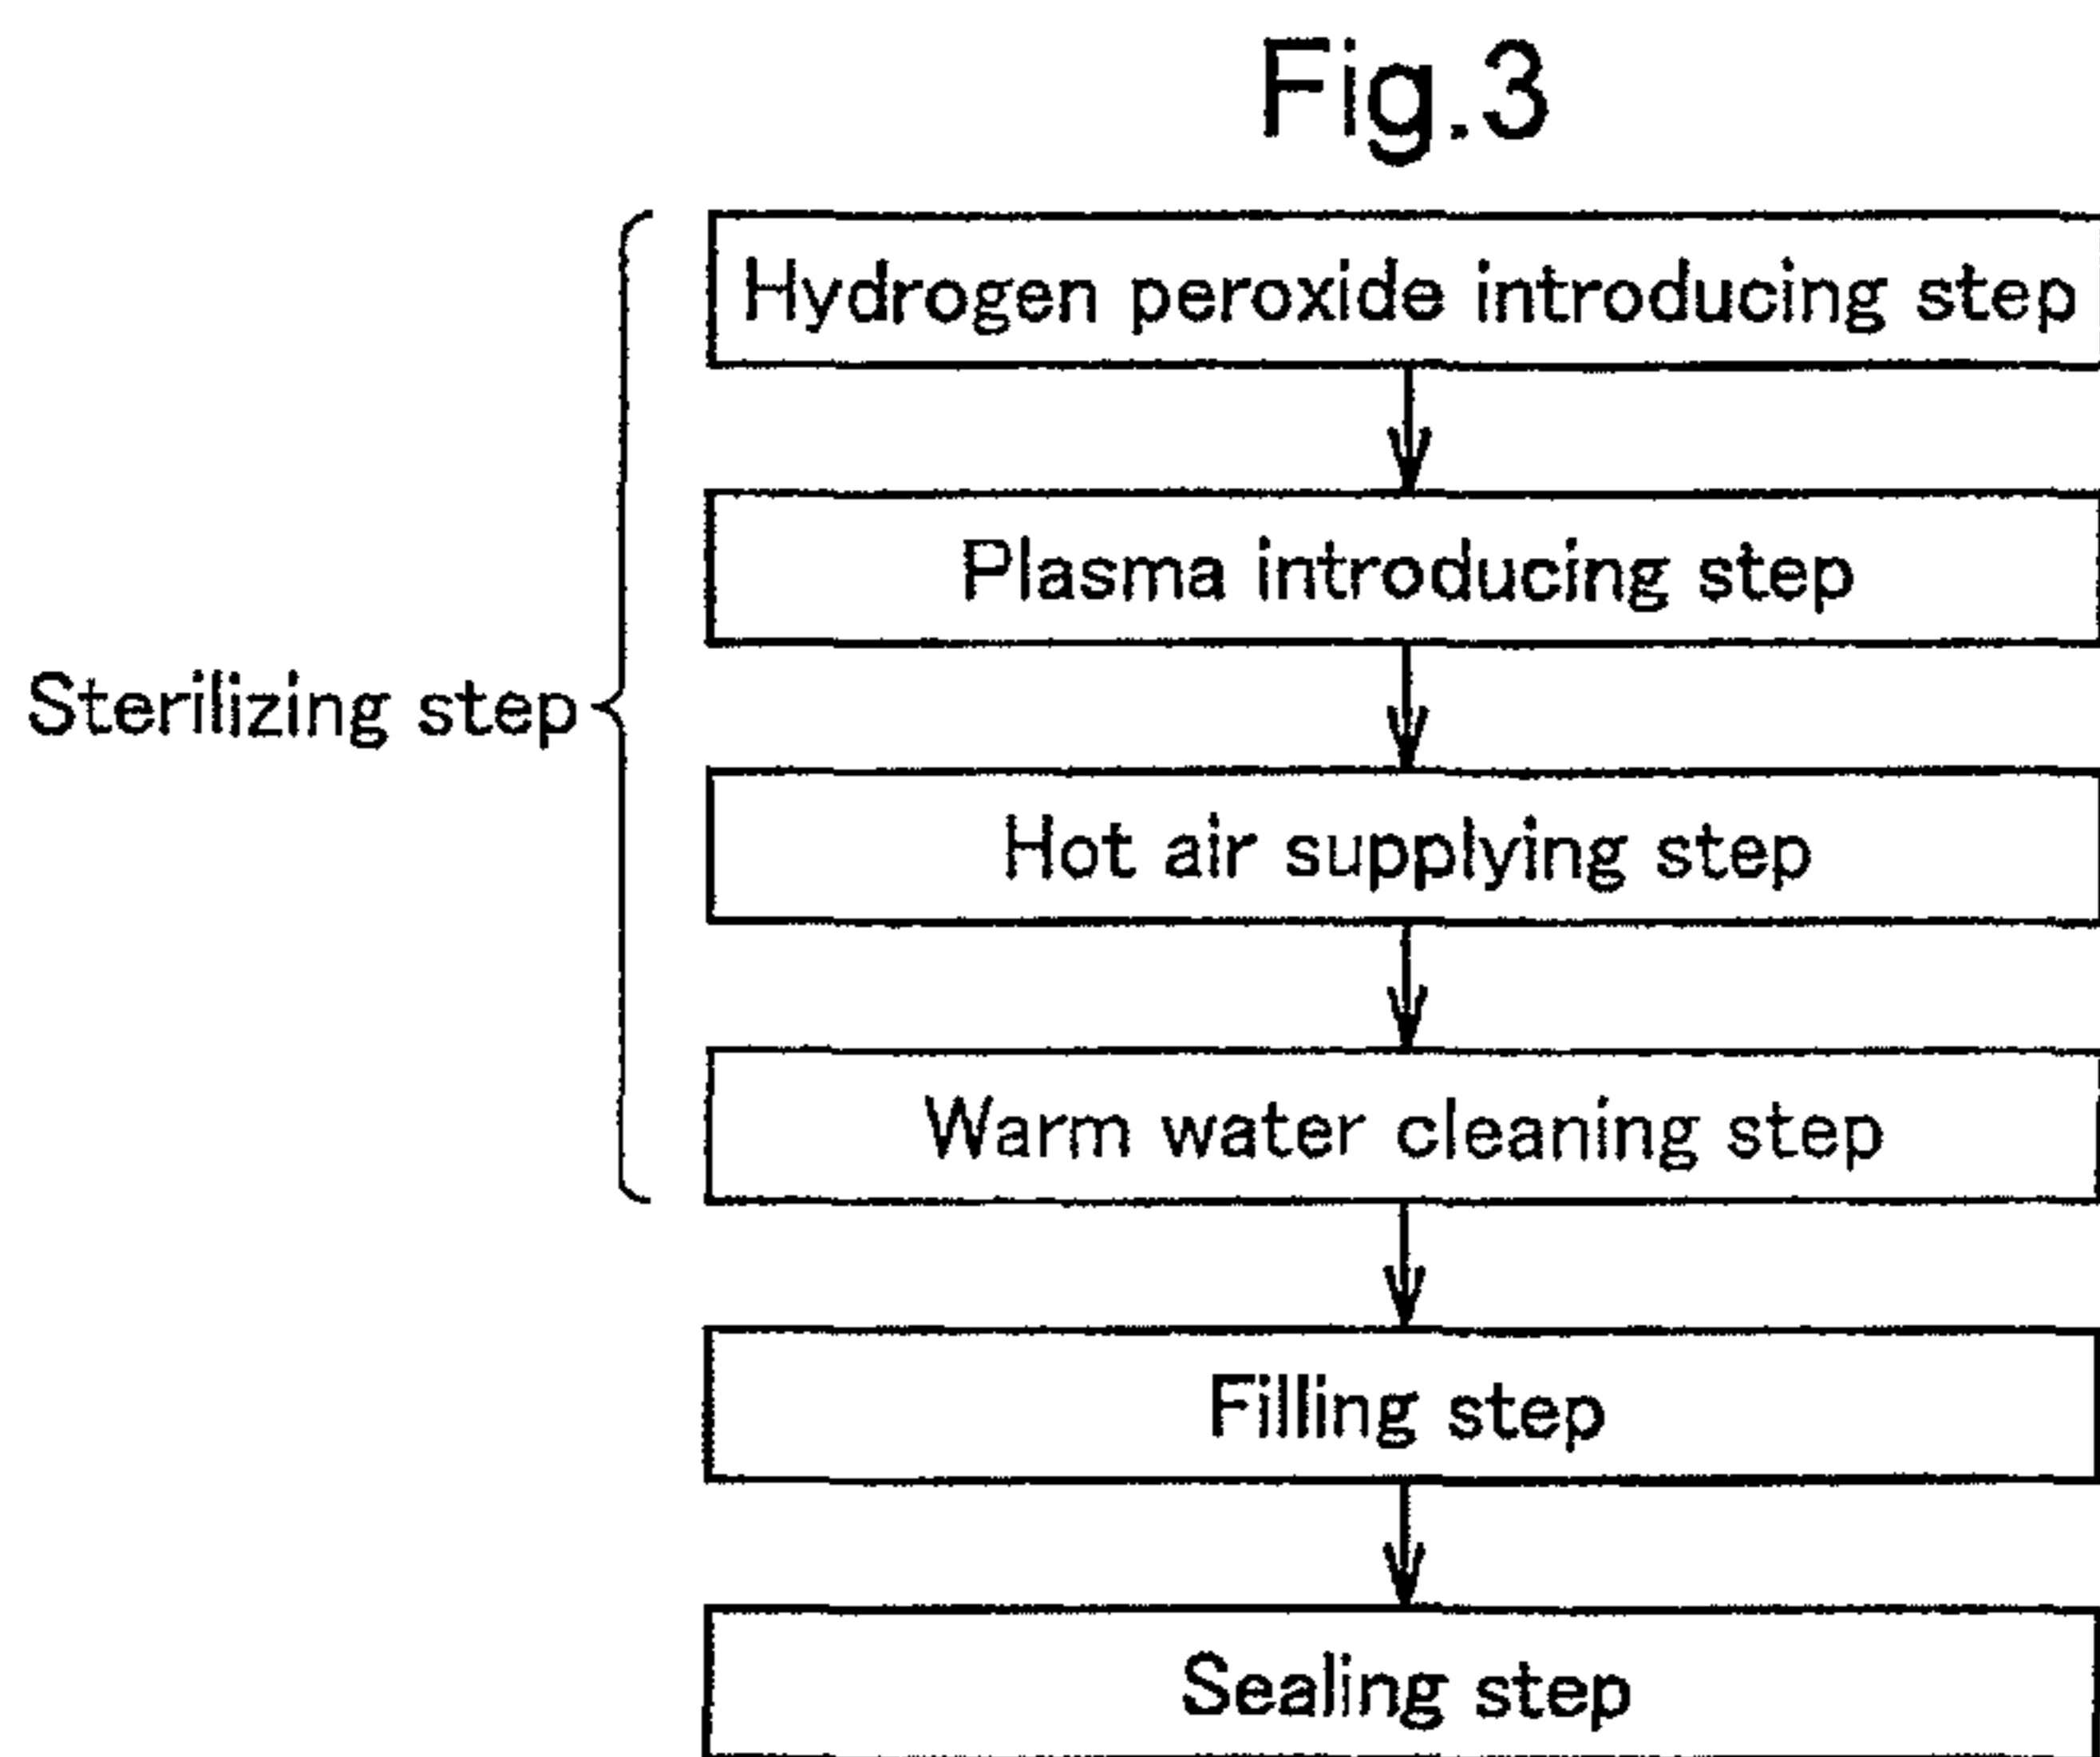 Fig.3
Hydrogen peroxide introducing step
Plasma introducing step
Sterilizing step
Hot air supplying step
Warm water cleaning step
Filling step
Sealing step